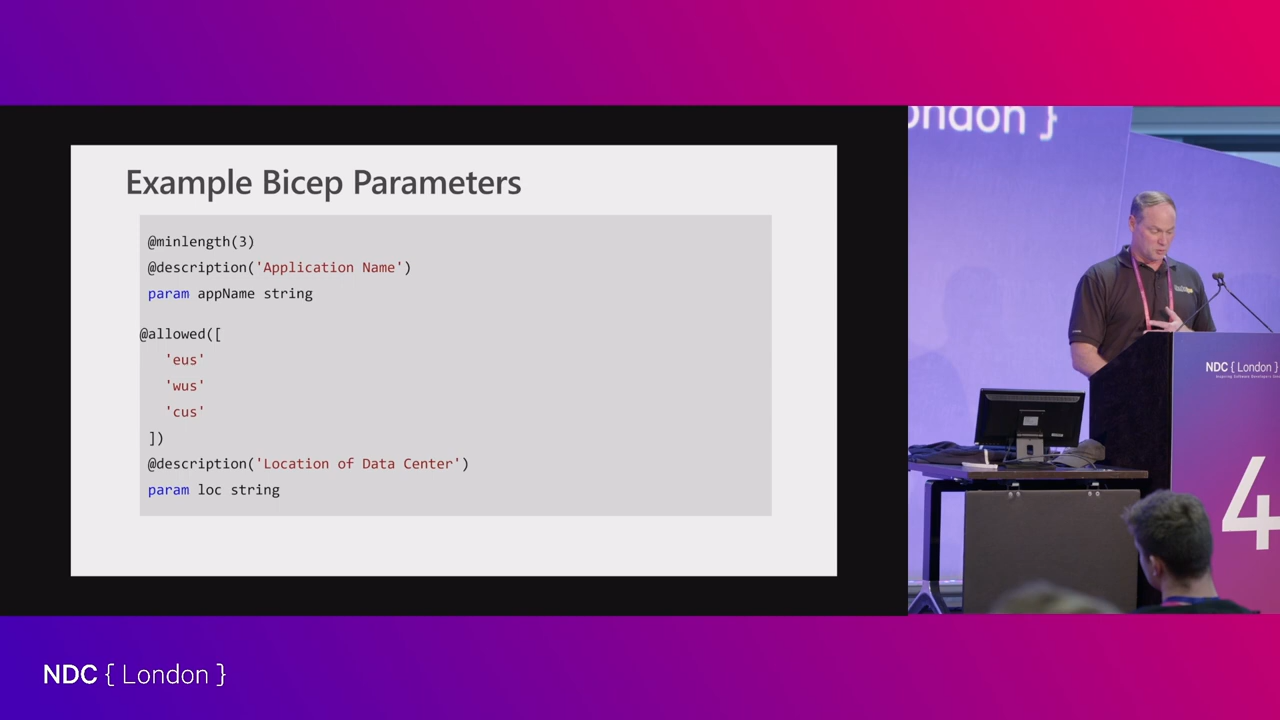 Example Bicep Parameters
@minlength(3)
@description('Application Name')
param appName string
@allowed([
'eus'
'wus'
'cus'
])
@description('Location of Data Center')
param loc string
ondon }
NDC { London }
4
NDC { London }